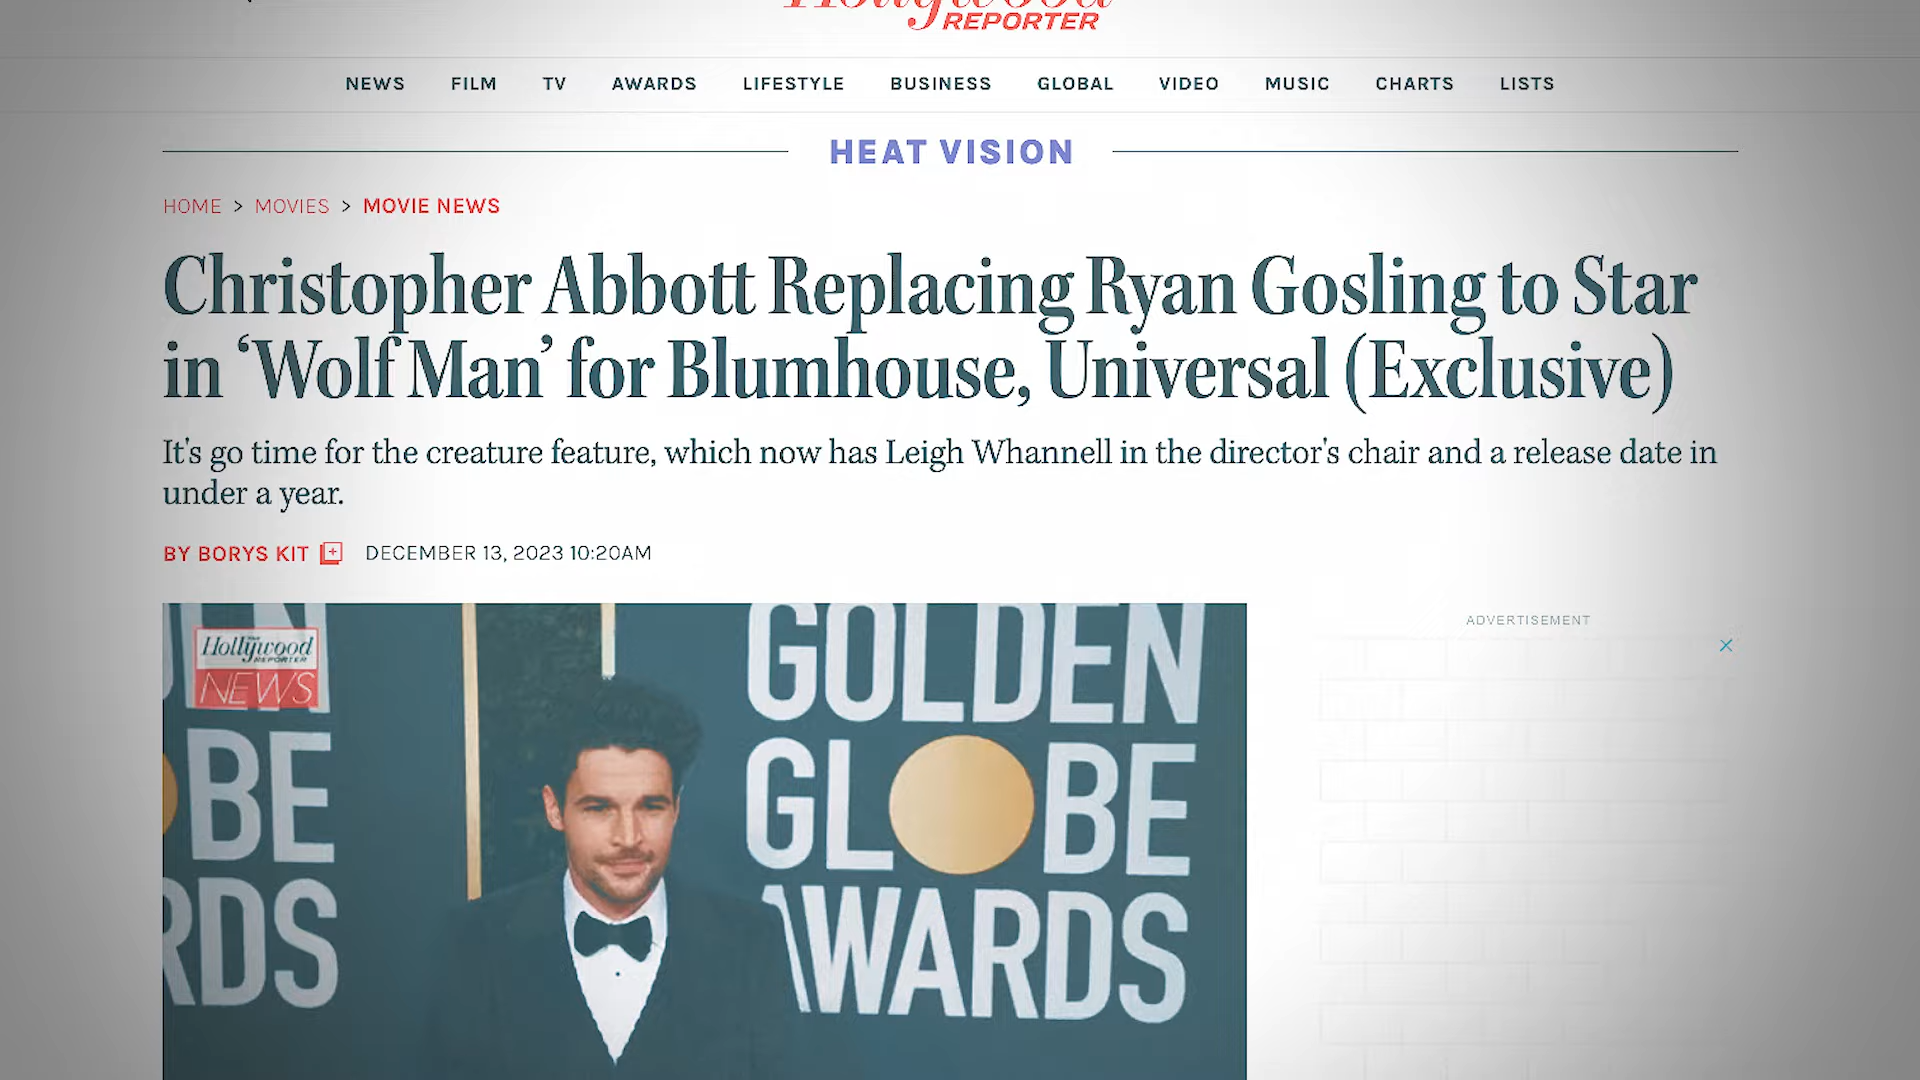 Hollywood
REPORTER
NEWS FILM TV AWARDS LIFESTYLE BUSINESS GLOBAL VIDEO MUSIC CHARTS LISTS
HEAT VISION
HOME > MOVIES > MOVIE NEWS
Christopher Abbott Replacing Ryan Gosling to Star
in ‘Wolf Man’ for Blumhouse, Universal (Exclusive)
It's go time for the creature feature, which now has Leigh Whannell in the director's chair and a release date in
under a year.
BY BORYS KIT DECEMBER 13, 2023 10:20AM
ADVERTISEMENT
The Hollywood
REPORTER
NEWS
BE
RDS
GOLDEN
GLOBE
AWARDS